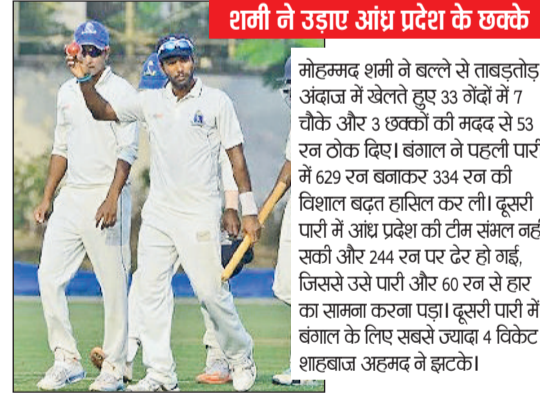 शमी ने उड़ाए आंध्र प्रदेश के छक्के
मोहम्मद शमी ने बल्ले से ताबड़तोड़
अंदाज में खेलते हुए 33 गेंदों में 7
चौके और 3 छक्कों की मदद से 53
रन ठोक दिए। बंगाल ने पहली पारी
में 629 रन बनाकर 334 रन की
विशाल बढ़त हासिल कर ली। दूसरी
पारी में आंध्र प्रदेश की टीम संभल नहीं
सकी और 244 रन पर ढेर हो गई,
जिससे उसे पारी और 60 रन से हार
का सामना करना पड़ा। दूसरी पारी में
बंगाल के लिए सबसे ज्यादा 4 विकेट
शाहबाज अहमद ने झटके।